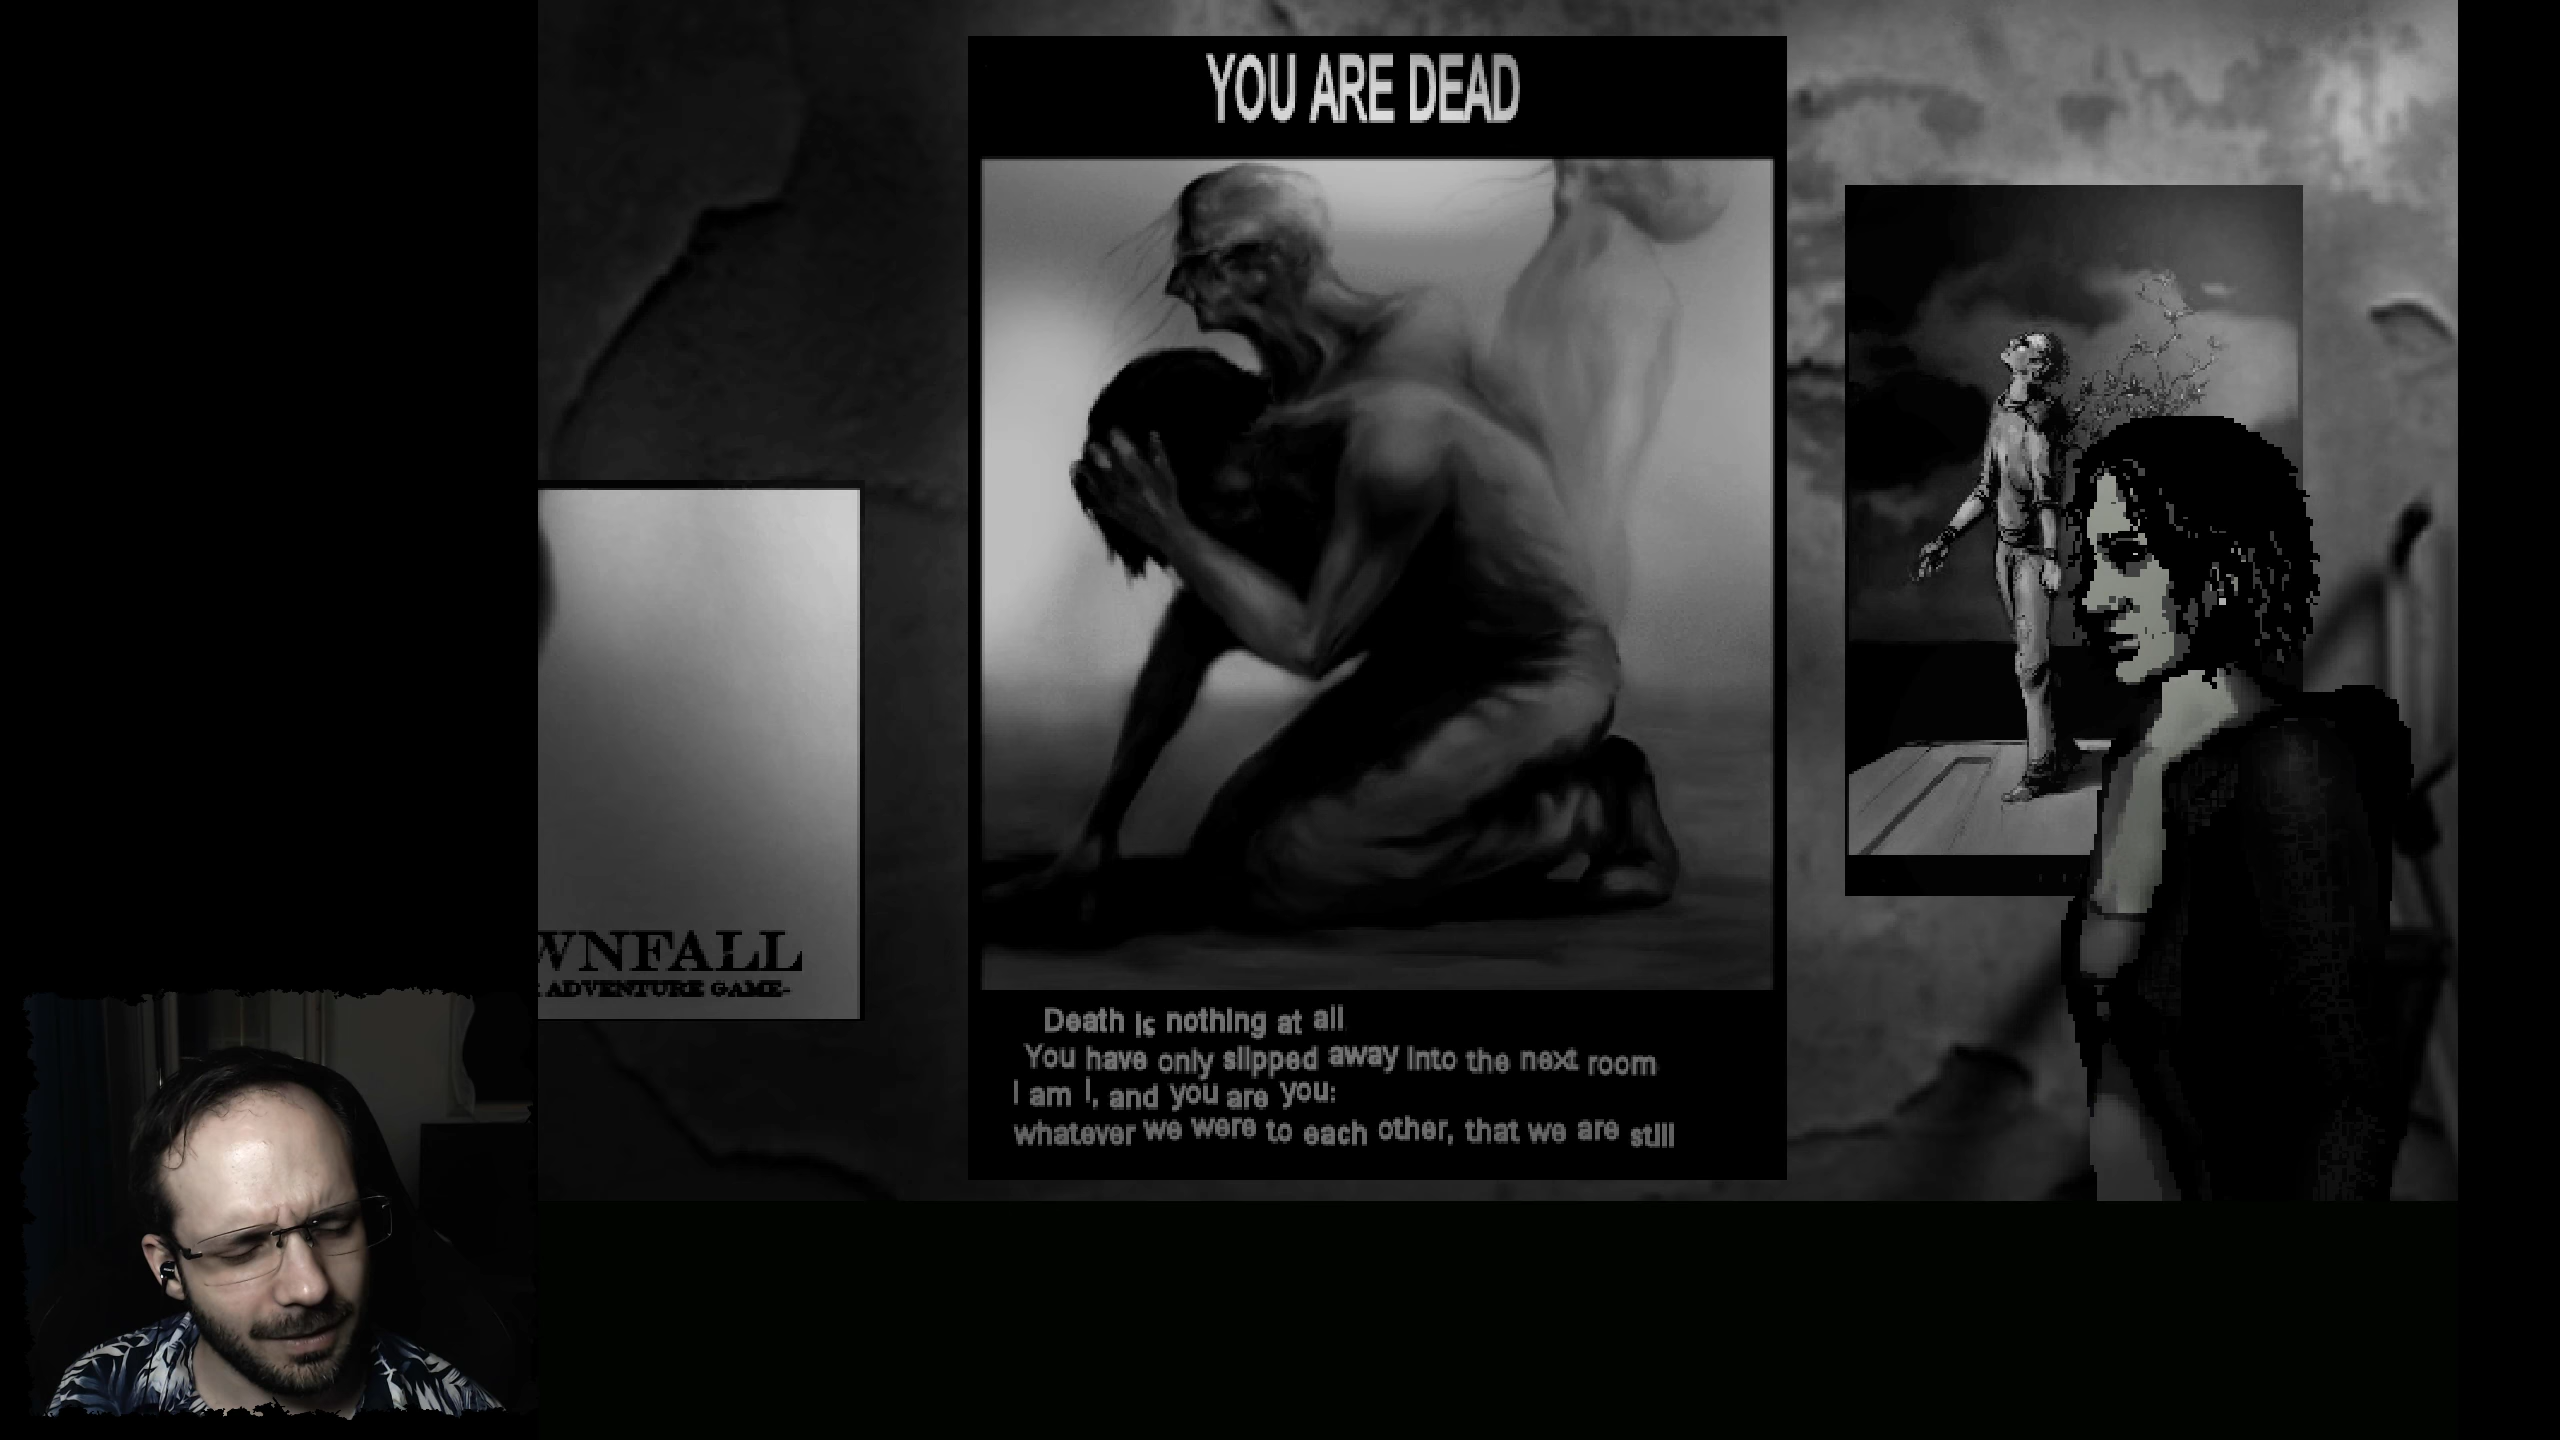 YOU ARE DEAD
WNFALL
ADVENTURE GAME-
Death is nothing at all
You have only slipped away into the next room
I am I, and you are you:
whatever we were to each other, that we are still